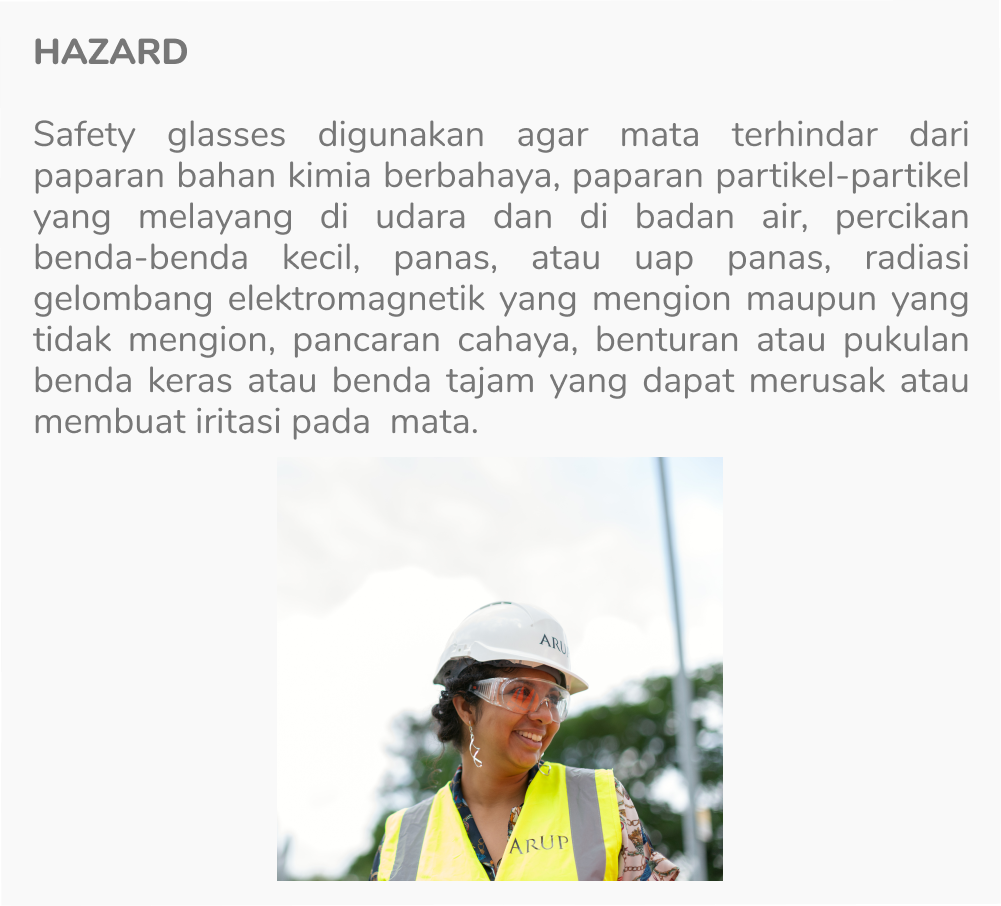 HAZARD
Safety glasses digunakan agar mata terhindar dari
paparan bahan kimia berbahaya, paparan partikel-partikel
yang melayang di udara dan di badan air, percikan
benda-benda kecil, panas, atau uap panas, radiasi
gelombang elektromagnetik yang mengion maupun yang
tidak mengion, pancaran cahaya, benturan atau pukulan
benda keras atau benda tajam yang dapat merusak atau
membuat iritasi pada  mata.
ARU
ARUP